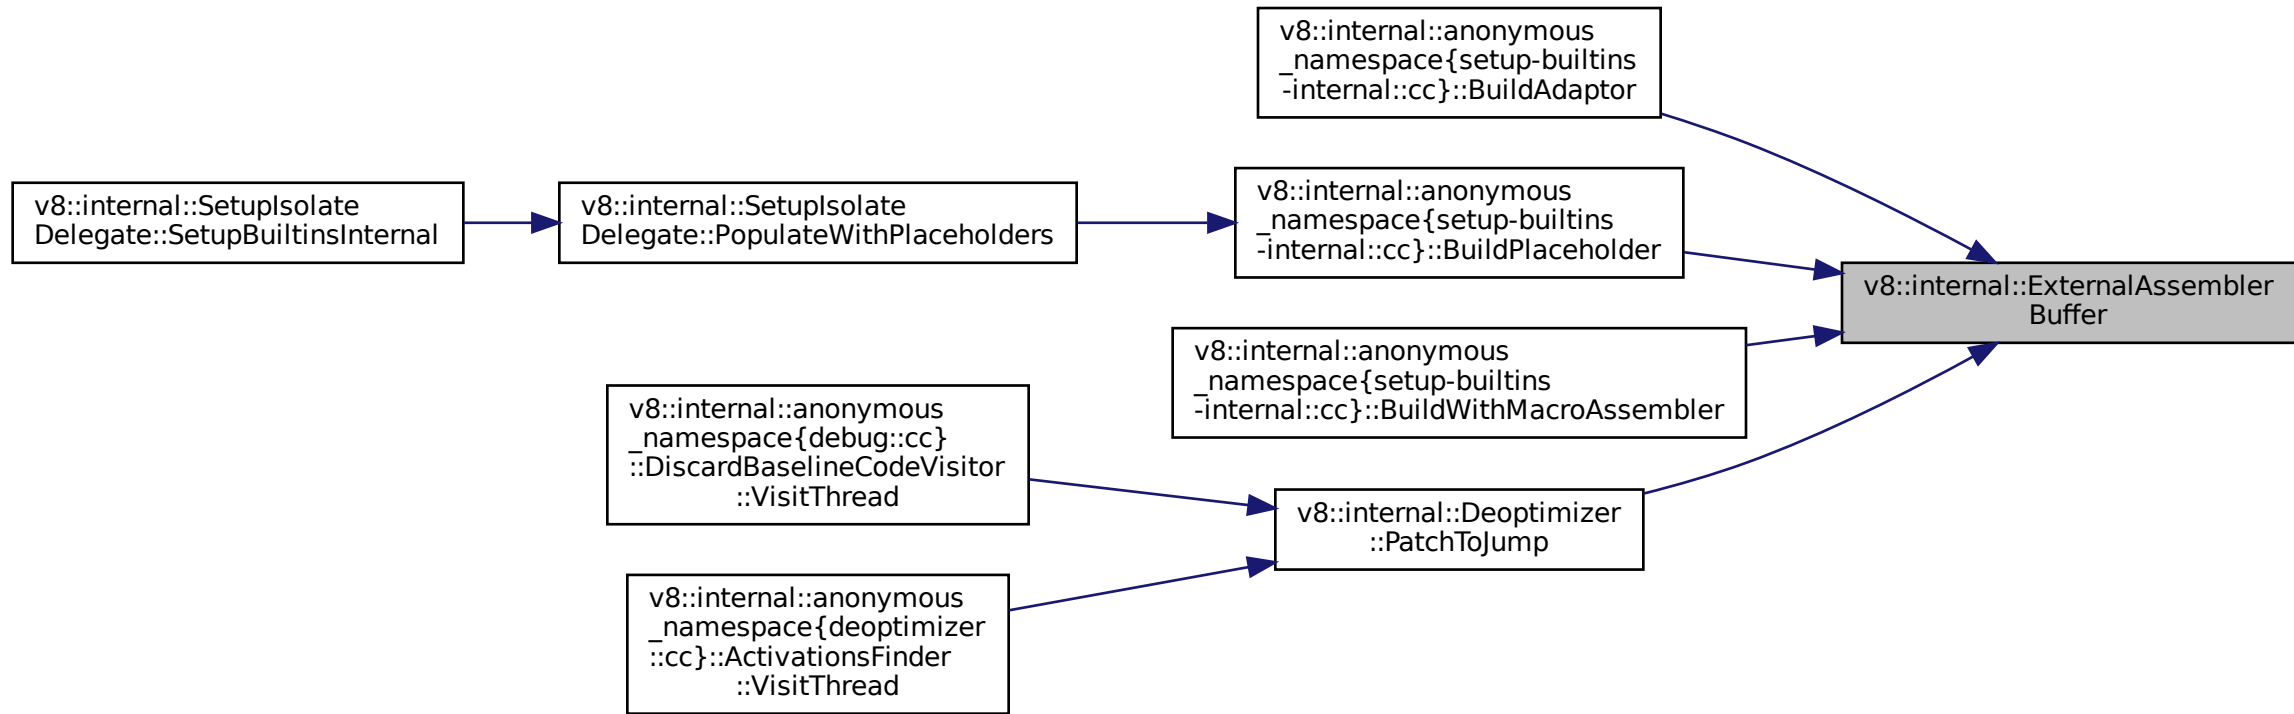 v8::internal::anonymous
_namespace{setup-builtins
-internal::cc}::BuildAdaptor
v8::internal::SetupIsolate
Delegate::SetupBuiltinsInternal
v8::internal::SetupIsolate
Delegate::PopulateWithPlaceholders
v8::internal::anonymous
_namespace{setup-builtins
-internal::cc}::BuildPlaceholder
v8::internal::ExternalAssembler
Buffer
v8::internal::anonymous
_namespace{setup-builtins
-internal::cc}::BuildWithMacroAssembler
v8::internal::anonymous
_namespace{debug::cc}
::DiscardBaselineCodeVisitor
::VisitThread
v8::internal::Deoptimizer
::PatchToJump
v8::internal::anonymous
_namespace{deoptimizer
::cc}::ActivationsFinder
::VisitThread